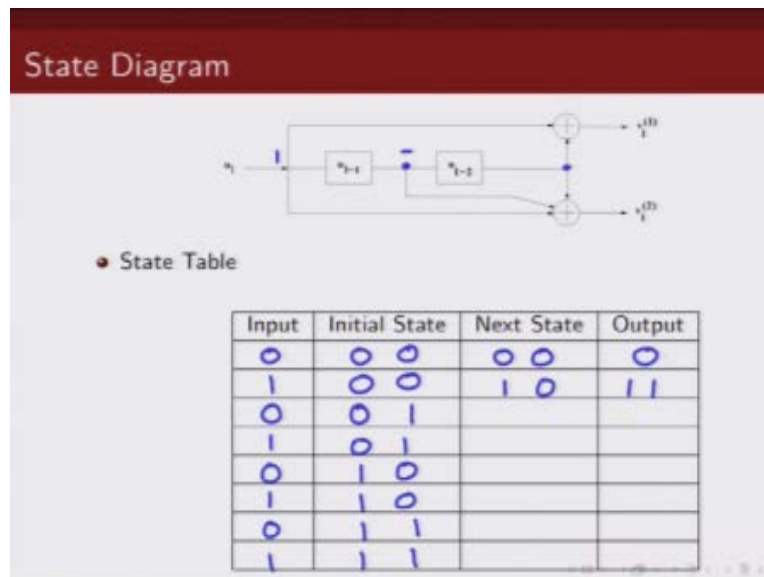 State Diagram
1
State Table
Input Initial State Next State Output
0 0 0 0 0 0
1 0 0 1 0 1 1
0 0 1
1 0 1
0 1 0
1 1 0
0 1 1
1 1 1